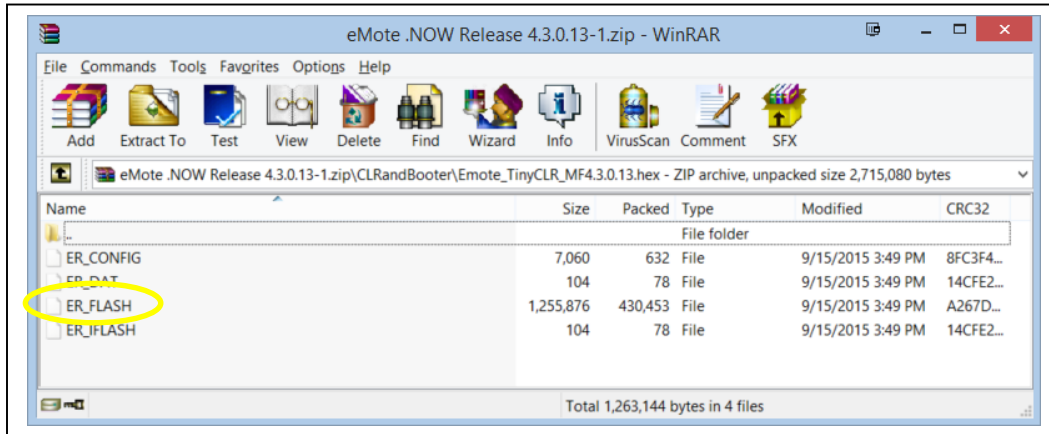 eMote .NOW Release 4.3.0.13-1.zip - WinRAR
File Commands Tools Favorites Options Help
Add Extract To Test View Delete Find Wizard Info VirusScan Comment SFX
eMote .NOW Release 4.3.0.13-1.zip\CLRandBooter\Emote_TinyCLR_MF4.3.0.13.hex - ZIP archive, unpacked size 2,715,080 bytes
Name Size Packed Type Modified CRC32
.. File folder
ER_CONFIG 7,060 632 File 9/15/2015 3:49 PM 8FC3F4...
ER_DAT 104 78 File 9/15/2015 3:49 PM 14CFE2...
ER_FLASH 1,255,876 430,453 File 9/15/2015 3:49 PM A267D...
ER_IFLASH 104 78 File 9/15/2015 3:49 PM 14CFE2...
Total 1,263,144 bytes in 4 files